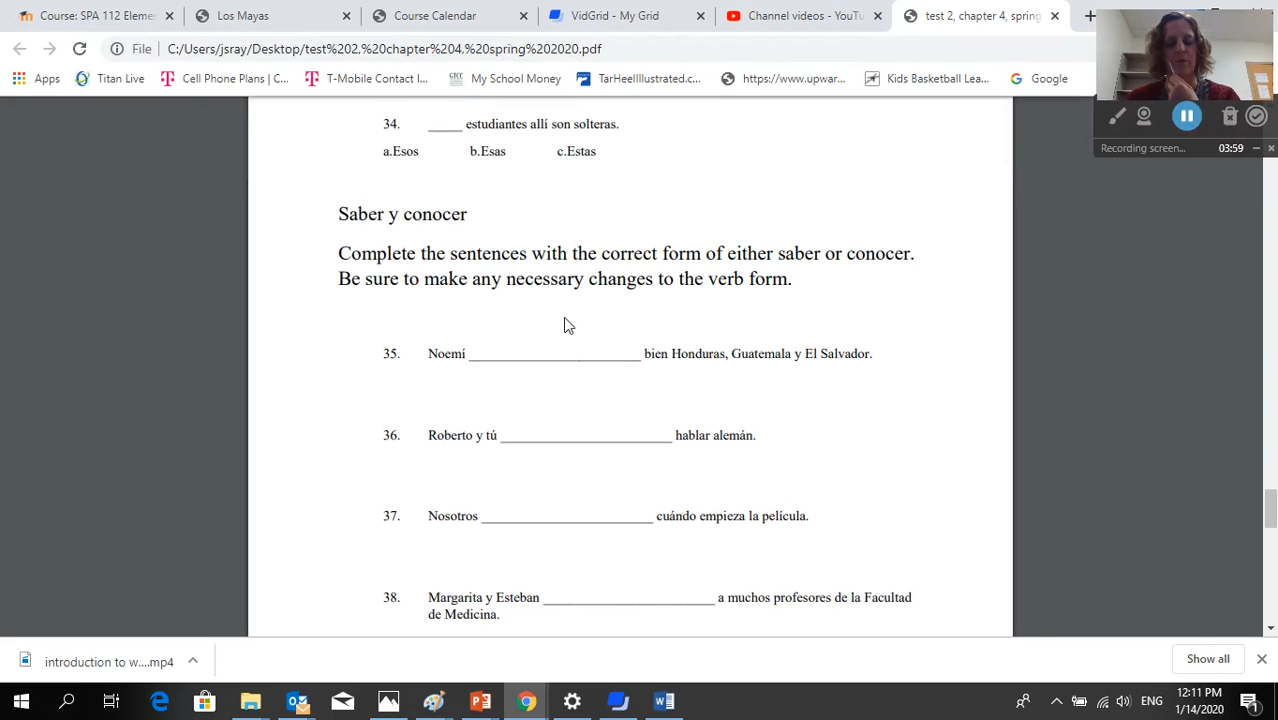 test 2, chapter 4, spring
Course: SPA 112 Eleme
Los Mayas
Course Calendar
VidGrid - My Grid
Channel videos - YouTu
File
C:/Users/jsray/Desktop/test%202,%20chapter%204,%20spring%202020.pdf
Apps
Titan Live
Cell Phone Plans | C...
T-Mobile Contact I...
My School Money
TarHeelIllustrated.c...
https://www.upwar...
Kids Basketball Lea...
Google
Recording screen...
03:59
34. _____ estudiantes allí son solteras.
a.Esos b.Esas c.Estas
Saber y conocer
Complete the sentences with the correct form of either saber or conocer.
Be sure to make any necessary changes to the verb form.
35. Noemí _________________________ bien Honduras, Guatemala y El Salvador.
36. Roberto y tú _________________________ hablar alemán.
37. Nosotros _________________________ cuándo empieza la película.
38. Margarita y Esteban _________________________ a muchos profesores de la Facultad
de Medicina.
introduction to w....mp4
Show all
ENG
12:11 PM
1/14/2020